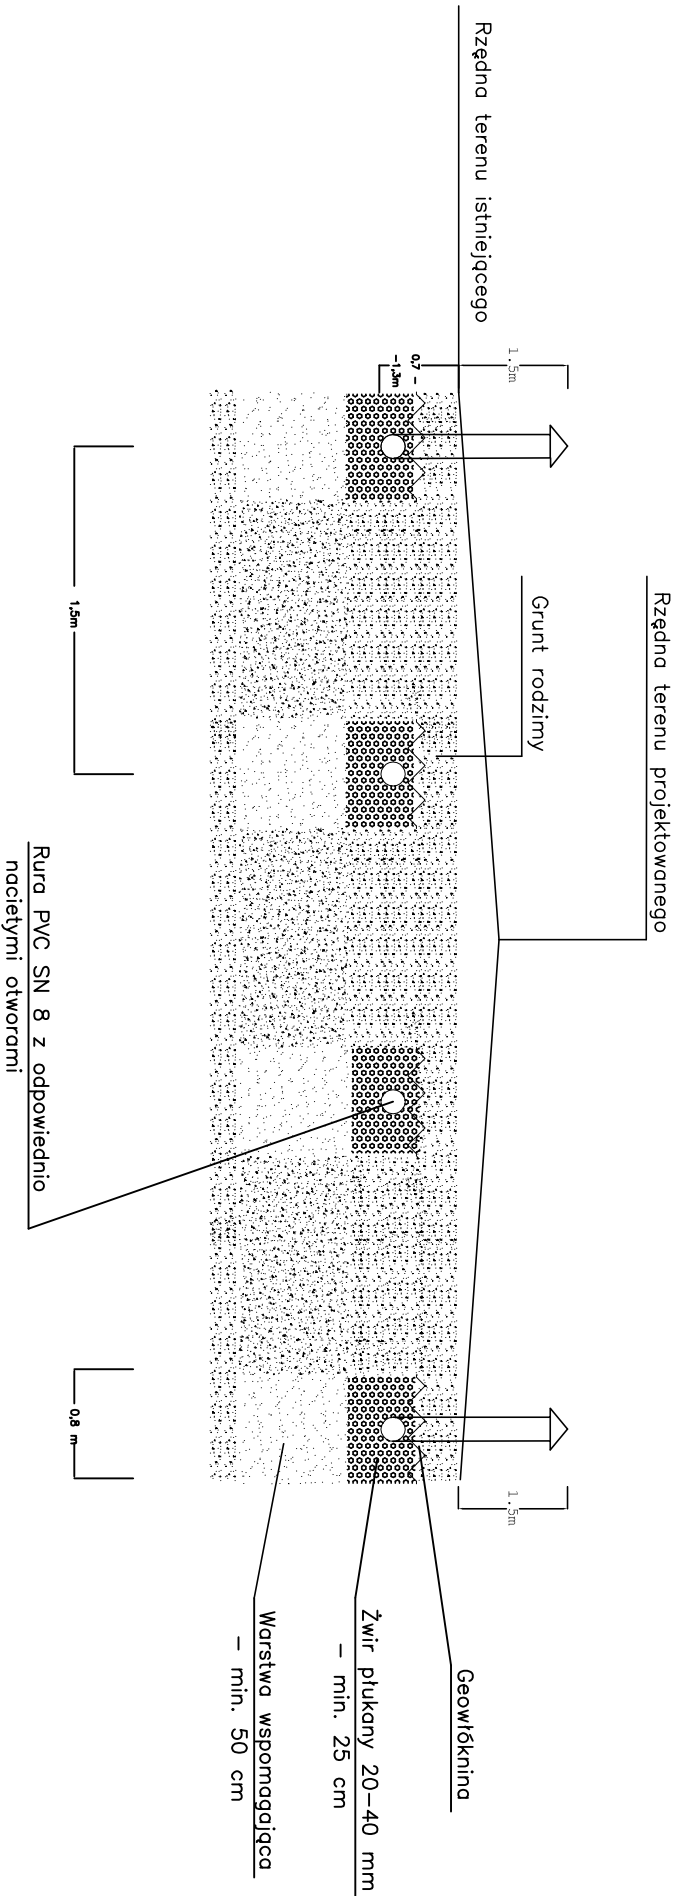 Rzędna terenu projektowanego
Grunt rodzimy
Rzędna terenu istniejącego
1.5m
1.5m
0,7 -
-1,3m
Geowłóknina
Żwir płukany 20-40 mm
- min. 25 cm
Warstwa wspomagająca
- min. 50 cm
1,5m
0,8 m
Rura PVC SN 8 z odpowiednio
naciętymi otworami